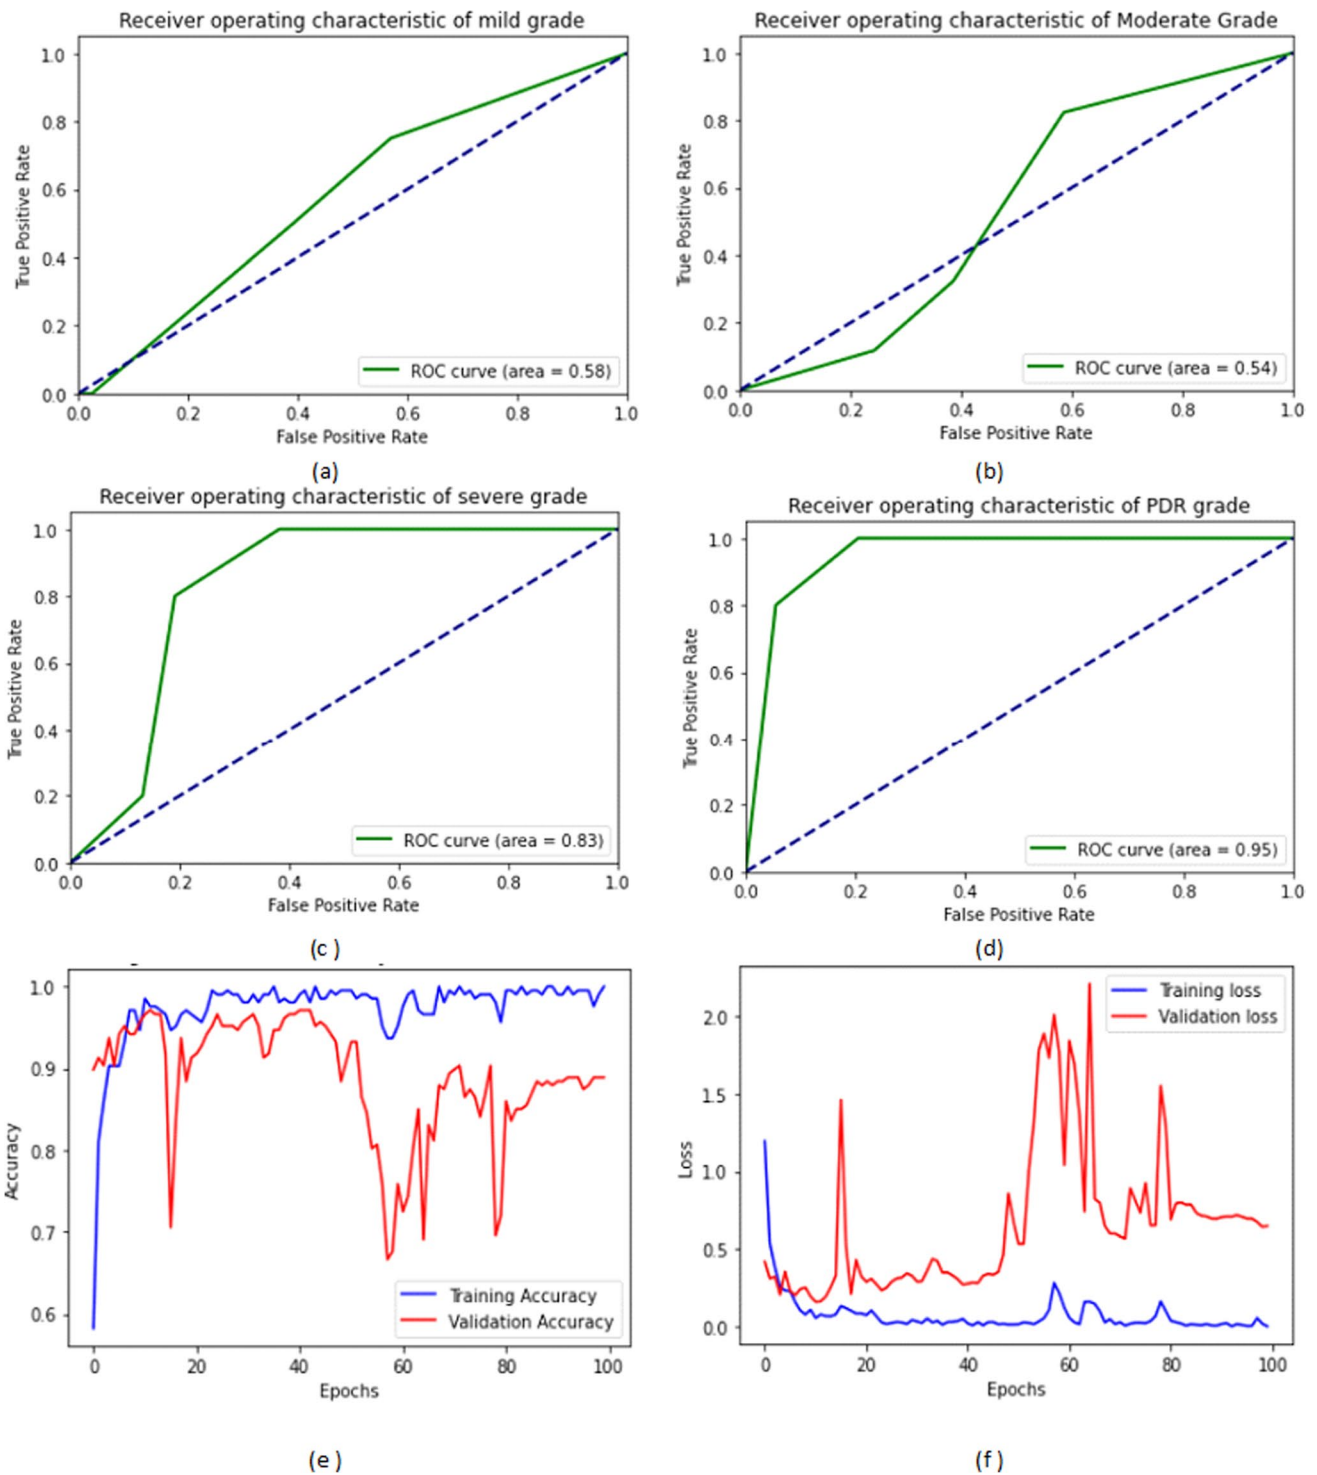 Receiver operating characteristic of mild grade
1.0
0.8
0.6
0.4
0.2
0.0
True Positive Rate
ROC curve (area = 0.58)
0.0 0.2 0.4 0.6 0.8 1.0
False Positive Rate
(a)
Receiver operating characteristic of Moderate Grade
1.0
0.8
0.6
0.4
0.2
0.0
True Positive Rate
ROC curve (area = 0.54)
0.0 0.2 0.4 0.6 0.8 1.0
False Positive Rate
(b)
Receiver operating characteristic of severe grade
1.0
0.8
0.6
0.4
0.2
0.0
True Positive Rate
ROC curve (area = 0.83)
0.0 0.2 0.4 0.6 0.8 1.0
False Positive Rate
(c )
Receiver operating characteristic of PDR grade
1.0
0.8
0.6
0.4
0.2
0.0
True Positive Rate
ROC curve (area = 0.95)
0.0 0.2 0.4 0.6 0.8 1.0
False Positive Rate
(d)
1.0
0.9
0.8
0.7
0.6
Accuracy
Training Accuracy
Validation Accuracy
0 20 40 60 80 100
Epochs
(e )
2.0
1.5
1.0
0.5
0.0
Loss
Training loss
Validation loss
0 20 40 60 80 100
Epochs
(f )